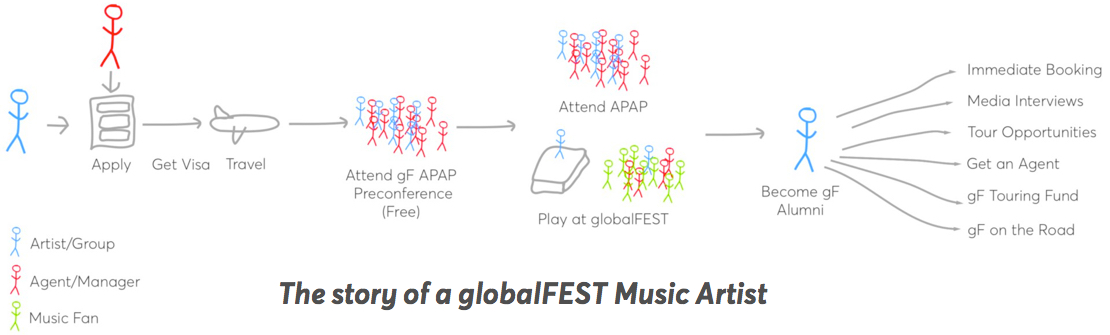 Apply
Get Visa
Travel
Attend gF APAP
Preconference
(Free)
Attend APAP
Play at globalFEST
Become gF
Alumni
Immediate Booking
Media Interviews
Tour Opportunities
Get an Agent
gF Touring Fund
gF on the Road
Artist/Group
Agent/Manager
Music Fan
The story of a globalFEST Music Artist